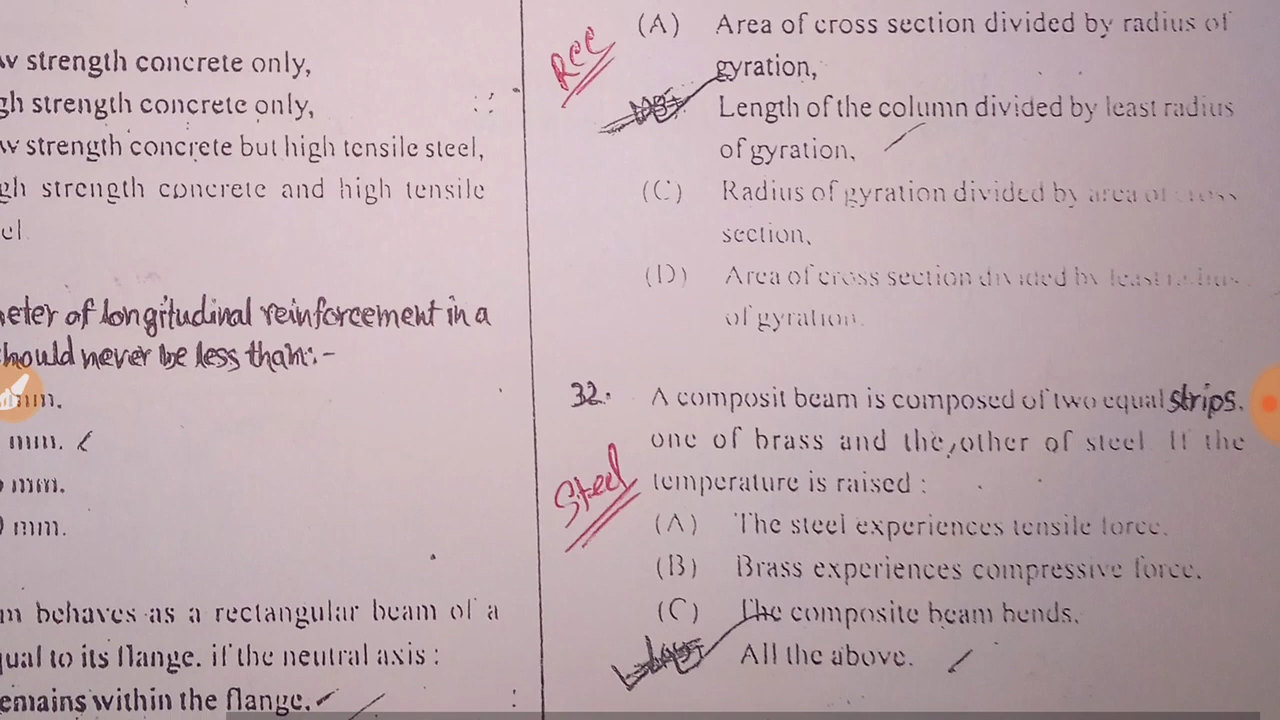 w strength concrete only,
gh strength concrete only,
w strength concrete but high tensile steel,
gh strength concrete and high tensile
el.
eter of longitudinal reinforcement in a
should never be less than:-
mm.
mm.
mm.
0 mm.
m behaves as a rectangular beam of a
qual to its flange. if the neutral axis :
emains within the flange.
RCC
(A) Area of cross section divided by radius of
gyration,
Length of the column divided by least radius
of gyration,
(C) Radius of gyration divided by area of cross
section,
(D) Area of cross section divided by least radius
of gyration.
32. A composit beam is composed of two equal strips.
one of brass and the, other of steel. If the
Steel
temperature is raised :
(A) The steel experiences tensile force.
(B) Brass experiences compressive force.
(C) The composite beam bends.
All the above.